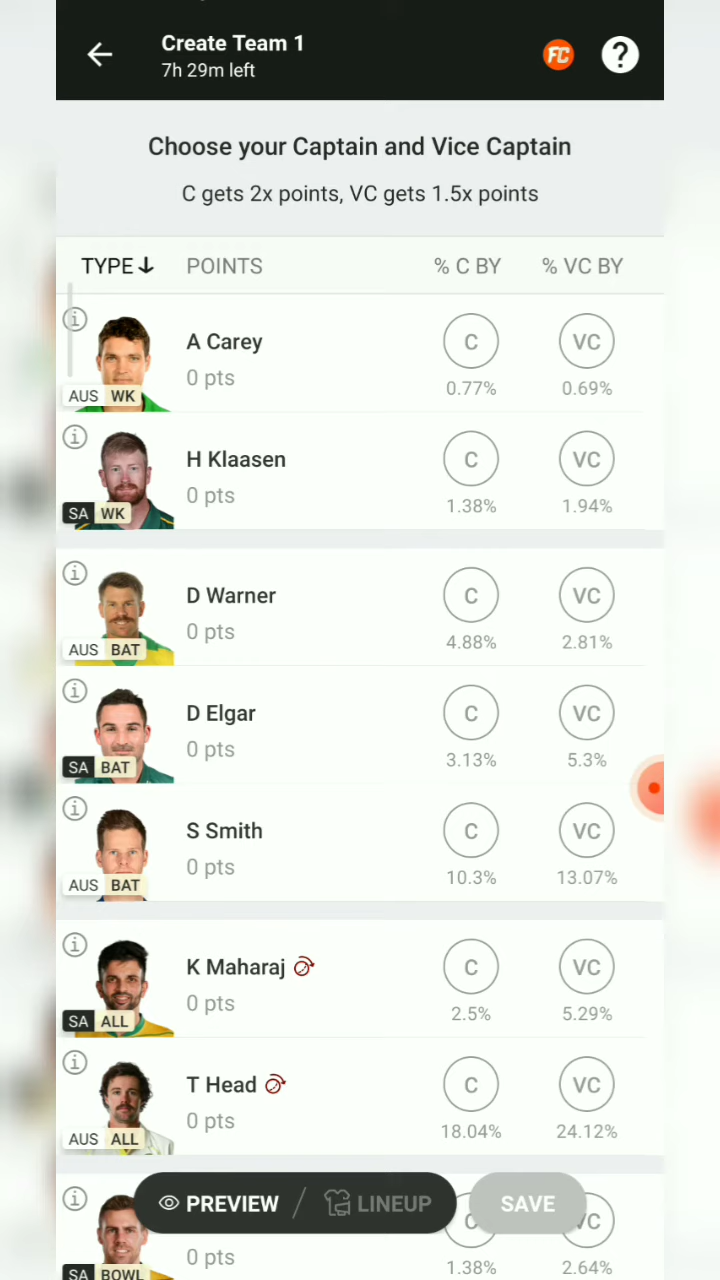 Create Team 1
7h 29m left
FC
?
Choose your Captain and Vice Captain
C gets 2x points, VC gets 1.5x points
TYPE↓ POINTS % C BY % VC BY
i
A Carey C VC
0 pts
AUS WK 0.77% 0.69%
i
H Klaasen C VC
0 pts
SA WK 1.38% 1.94%
i
D Warner C VC
0 pts
AUS BAT 4.88% 2.81%
i
D Elgar C VC
0 pts
SA BAT 3.13% 5.3%
i
S Smith C VC
0 pts
AUS BAT 10.3% 13.07%
i
K Maharaj C VC
0 pts
SA ALL 2.5% 5.29%
i
T Head C VC
0 pts
AUS ALL 18.04% 24.12%
i
PREVIEW / LINEUP C SAVE VC
0 pts
SA BOWL 1.38% 2.64%